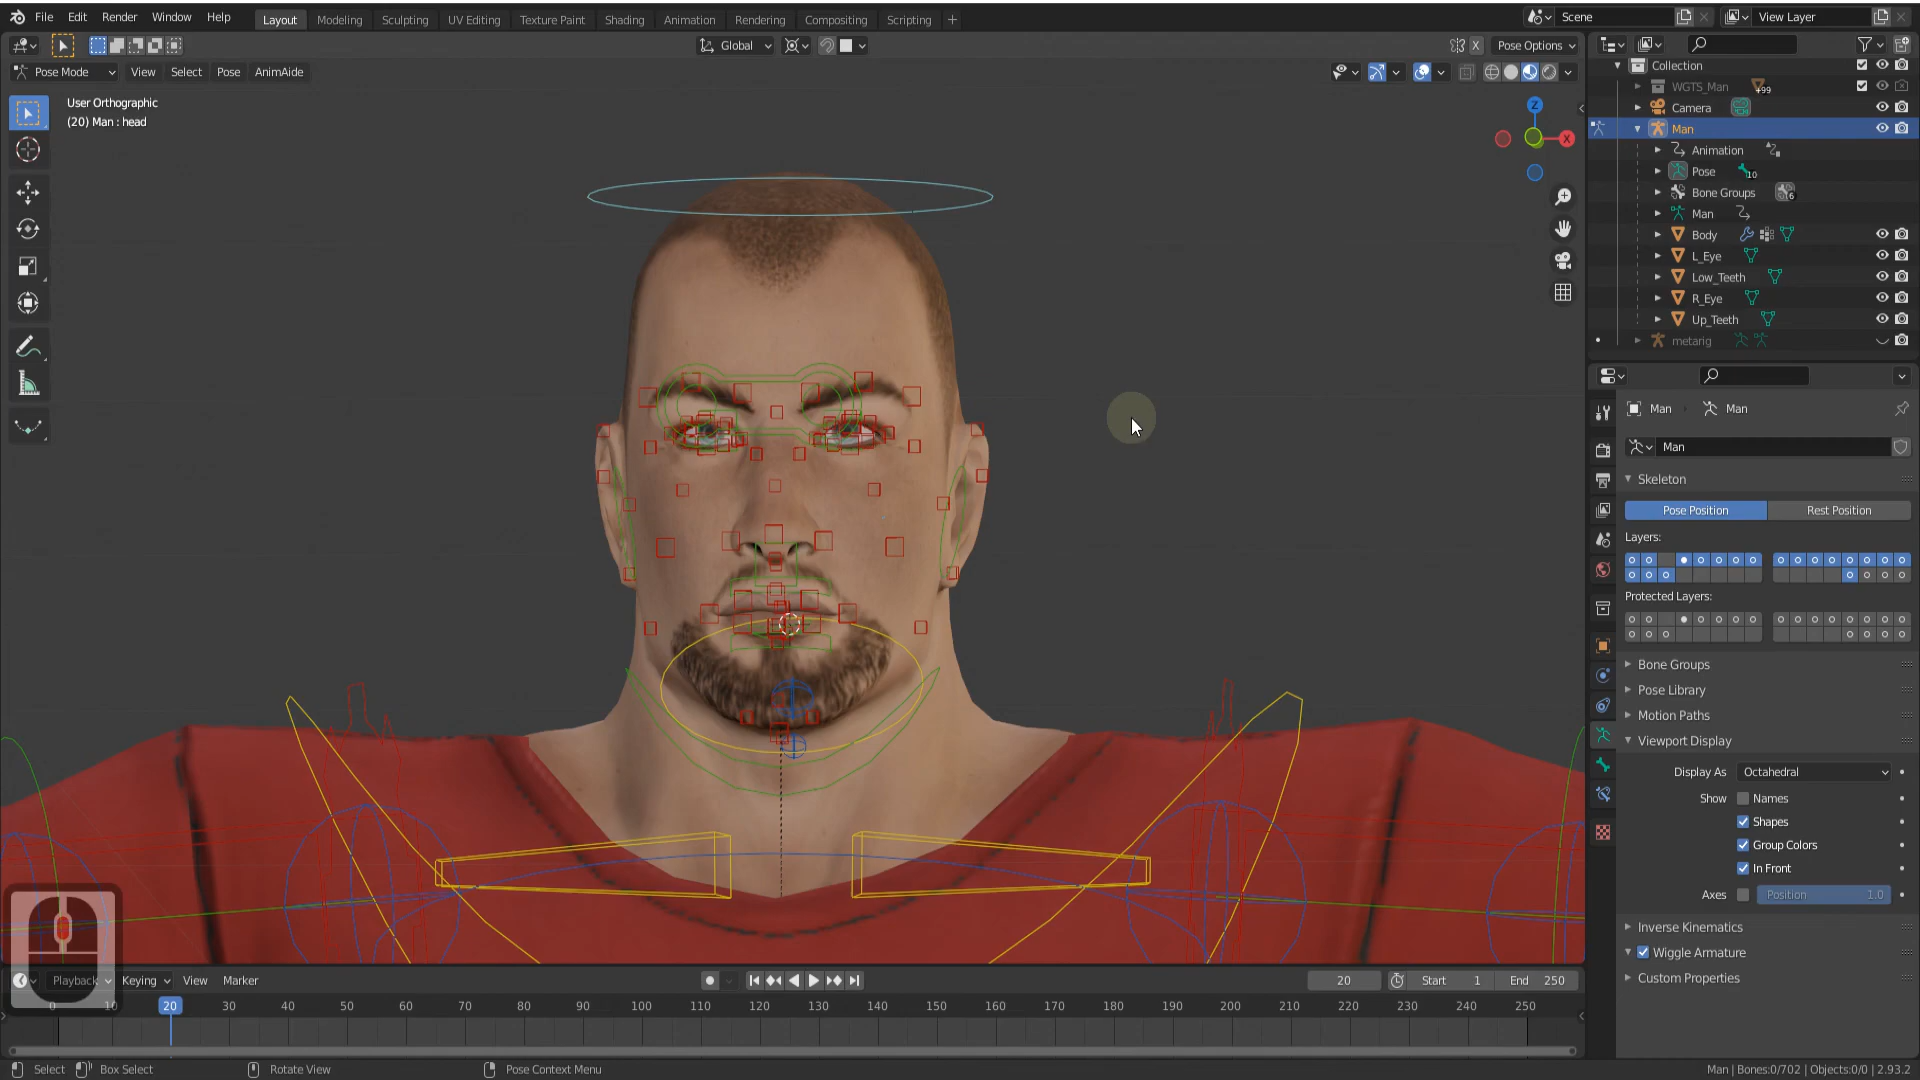 File Edit Render Window Help
Layout Modeling Sculpting UV Editing Texture Paint Shading Animation Rendering Compositing Scripting +
Scene
View Layer
Global
X
Pose Options
Pose Mode View Select Pose AnimAide
User Orthographic
(20) Man : head
Z
X
Collection
WGTS_Man
+99
Camera
Man
Animation
Pose
10
Bone Groups
6
Man
Body
L_Eye
Low_Teeth
R_Eye
Up_Teeth
metarig
Man Man
Man
Skeleton
Pose Position Rest Position
Layers:
Protected Layers:
Bone Groups
Pose Library
Motion Paths
Viewport Display
Display As Octahedral
Show Names
Shapes
Group Colors
In Front
Axes Position 1.0
Inverse Kinematics
Wiggle Armature
Custom Properties
Playback Keying View Marker
20 Start 1 End 250
0 10 20 30 40 50 60 70 80 90 100 110 120 130 140 150 160 170 180 190 200 210 220 230 240 250
Select Box Select Rotate View Pose Context Menu
Man | Bones:0/702 | Objects:0/0 | 2.93.2